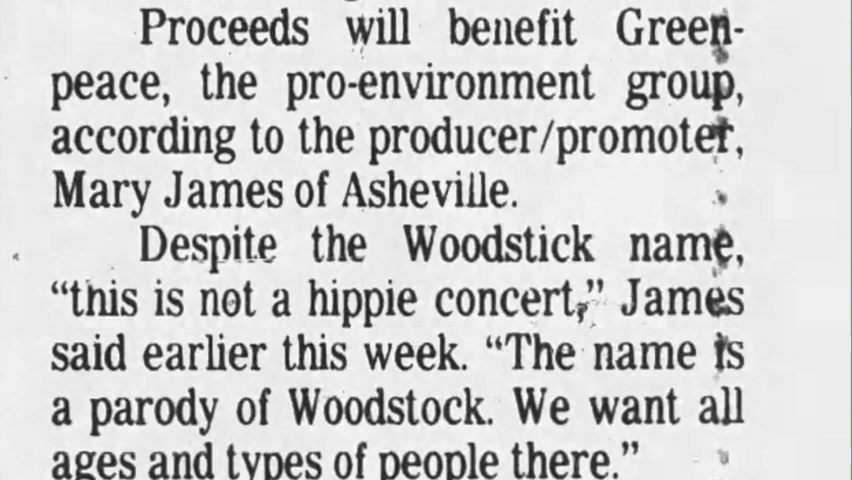 Proceeds will benefit Green-
peace, the pro-environment group,
according to the producer/promoter,
Mary James of Asheville.
Despite the Woodstick name,
“this is not a hippie concert,” James
said earlier this week. “The name is
a parody of Woodstock. We want all
ages and types of people there.”